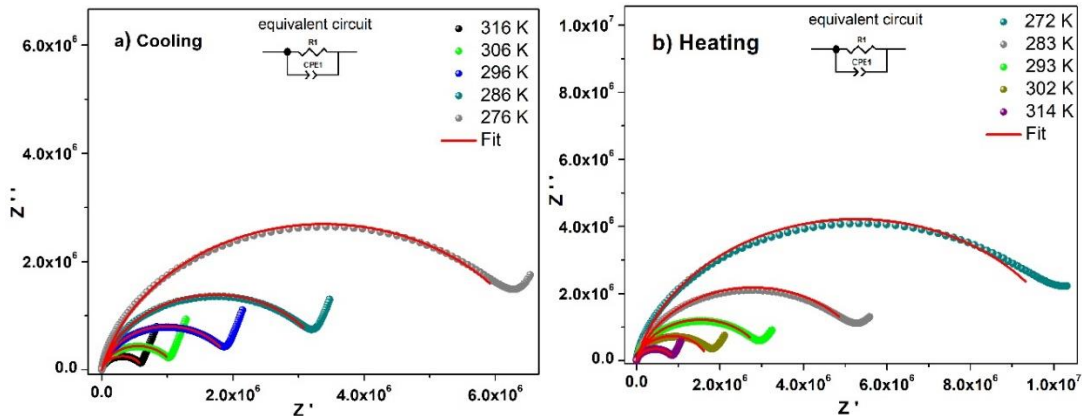 equivalent circuit
a) Cooling
R1
CPE1
316 K
306 K
296 K
286 K
276 K
Fit
6.0x10⁶
4.0x10⁶
2.0x10⁶
0.0
Z''
0.0
2.0x10⁶
4.0x10⁶
6.0x10⁶
Z'
equivalent circuit
b) Heating
R1
CPE1
272 K
283 K
293 K
302 K
314 K
Fit
1.0x10⁷
8.0x10⁶
6.0x10⁶
4.0x10⁶
2.0x10⁶
0.0
Z''
0.0
2.0x10⁶
4.0x10⁶
6.0x10⁶
8.0x10⁶
1.0x10⁷
Z'